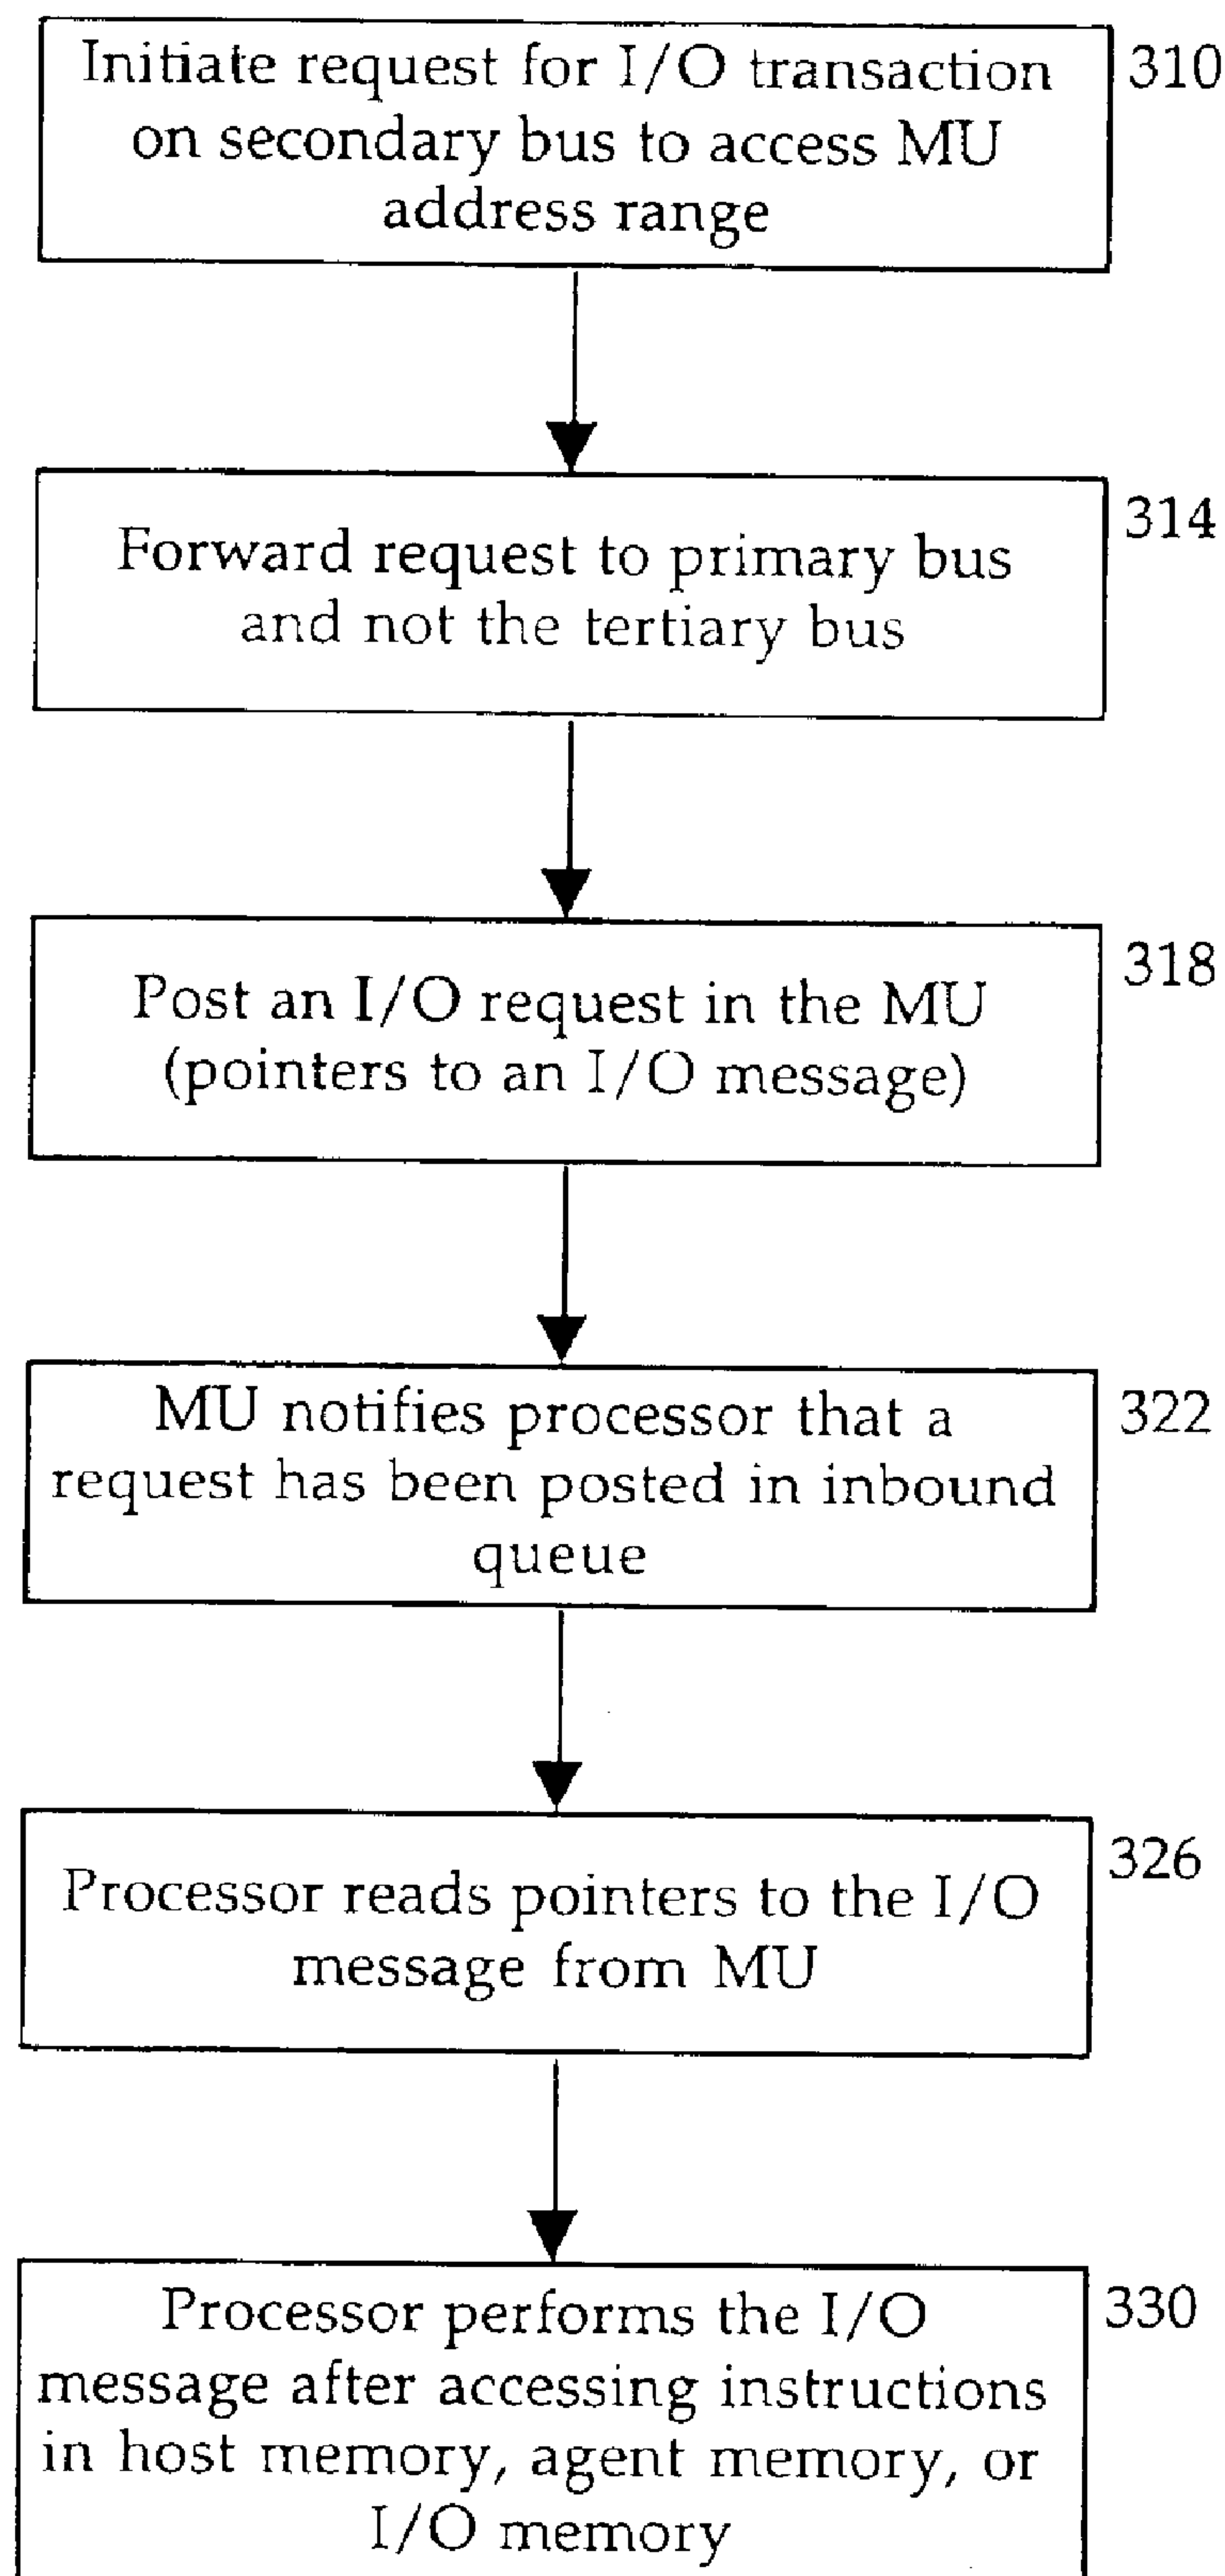 Initiate request for I/O transaction
on secondary bus to access MU
address range
310
Forward request to primary bus
and not the tertiary bus
314
Post an I/O request in the MU
(pointers to an I/O message)
318
MU notifies processor that a
request has been posted in inbound
queue
322
Processor reads pointers to the I/O
message from MU
326
Processor performs the I/O
message after accessing instructions
in host memory, agent memory, or
I/O memory
330